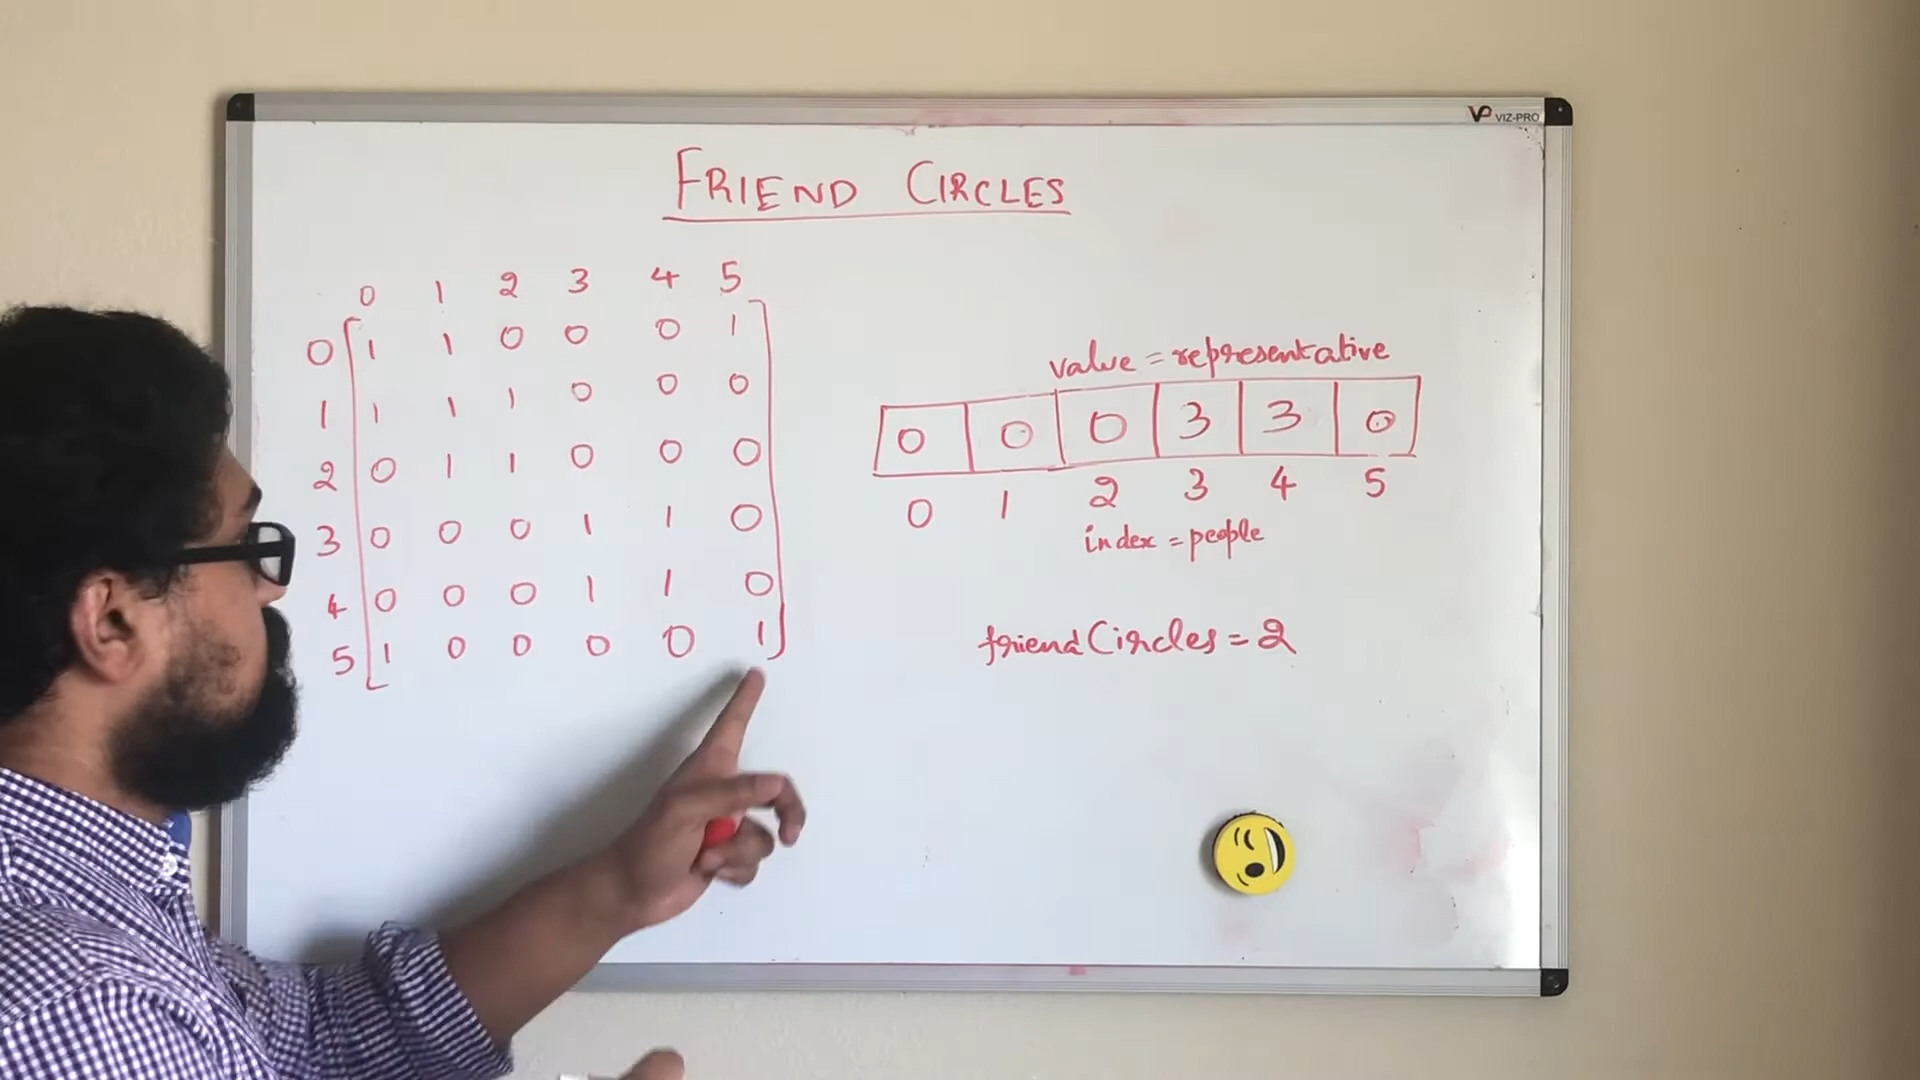 VP VIZ-PRO
FRIEND CIRCLES
0 1 2 3 4 5
0 1 1 0 0 0 1
1 1 1 1 0 0 0
2 0 1 1 0 0 0
3 0 0 0 1 1 0
4 0 0 0 1 1 0
5 1 0 0 0 0 1
value = representative
0 0 0 3 3 0
0 1 2 3 4 5
index = people
friendCircles = 2